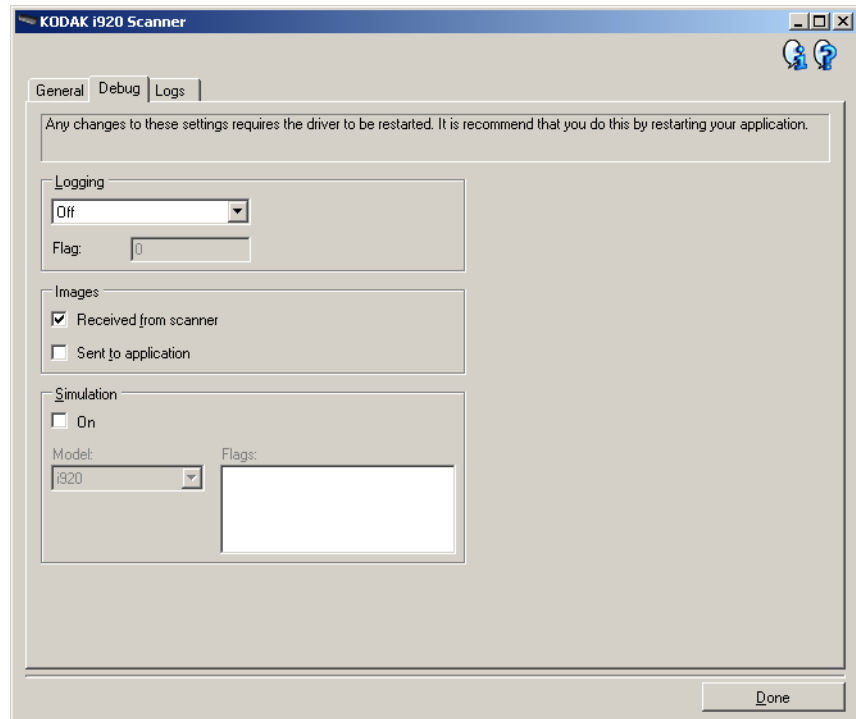 KODAK i920 Scanner
General Debug Logs
Any changes to these settings requires the driver to be restarted. It is recommend that you do this by restarting your application.
Logging
Off
Flag: 0
Images
Received from scanner
Sent to application
Simulation
On
Model: Flags:
i920
Done